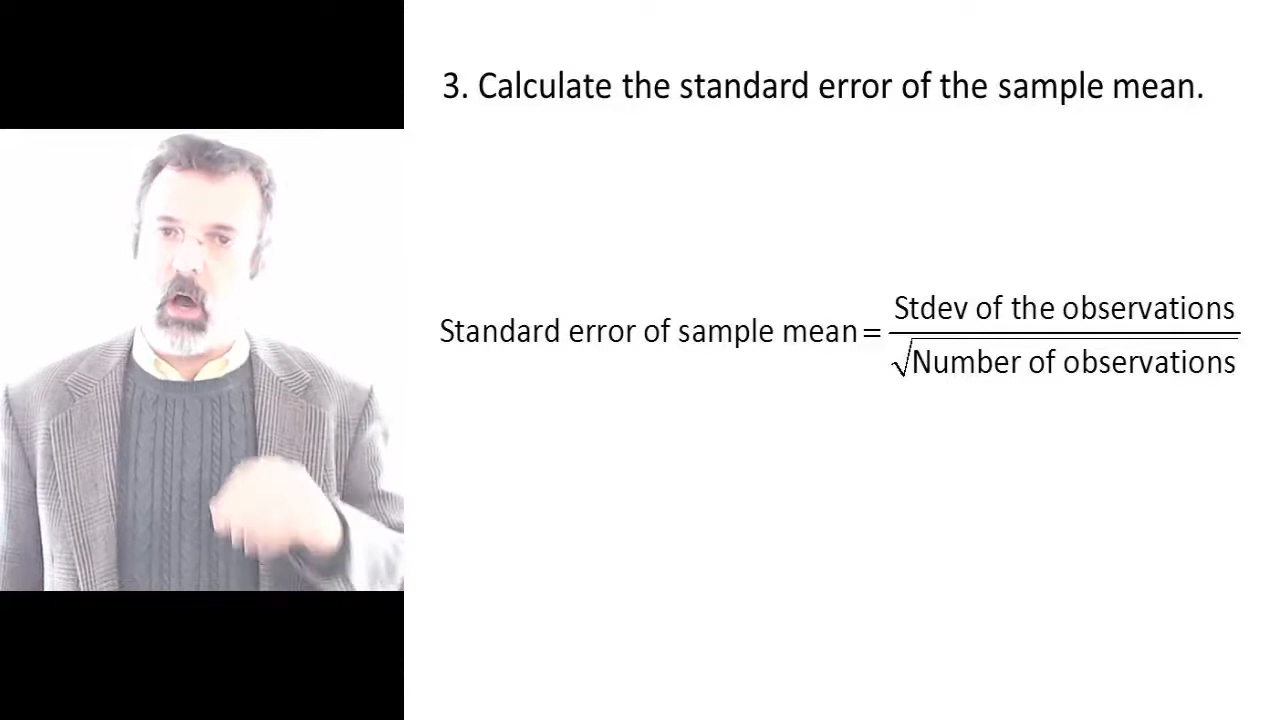 3. Calculate the standard error of the sample mean.
Stdev of the observations
Standard error of sample mean =
√Number of observations